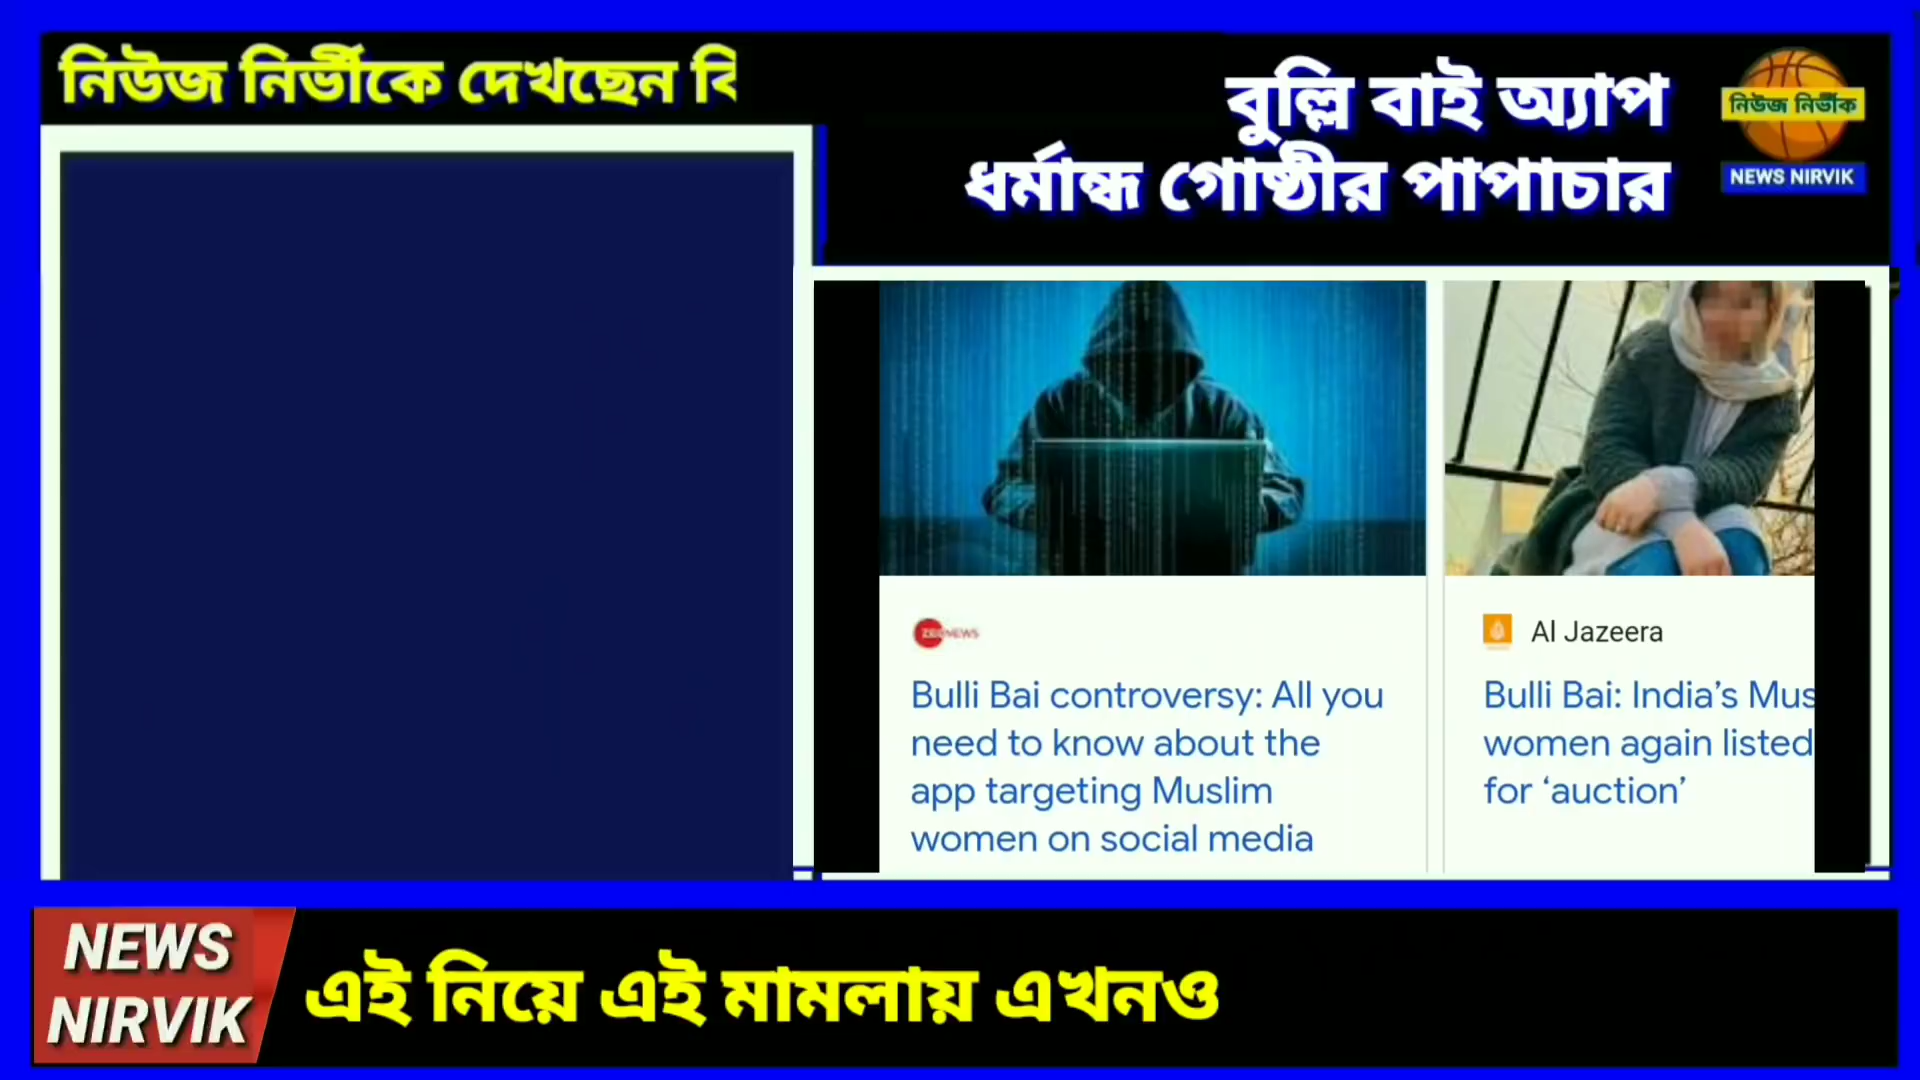 নিউজ নির্ভীকে দেখছেন
বুল্লি বাই অ্যাপ
ধর্মান্ধ গোষ্ঠীর পাপাচার
নিউজ নির্ভীক
NEWS NIRVIK
ZEE NEWS
Bulli Bai controversy: All you
need to know about the
app targeting Muslim
women on social media
Al Jazeera
Bulli Bai: India’s Mus
women again listed
for ‘auction’
NEWS
NIRVIK
এই নিয়ে এই মামলায় এখনও